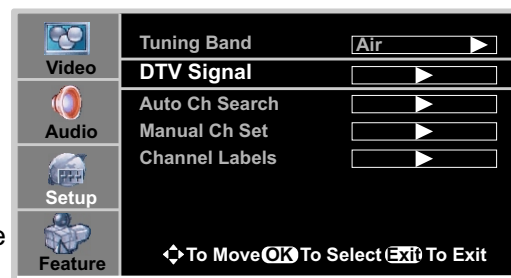 Video
Audio
Setup
Feature
Tuning Band Air
DTV Signal
Auto Ch Search
Manual Ch Set
Channel Labels
To Move OK To Select Exit To Exit
e